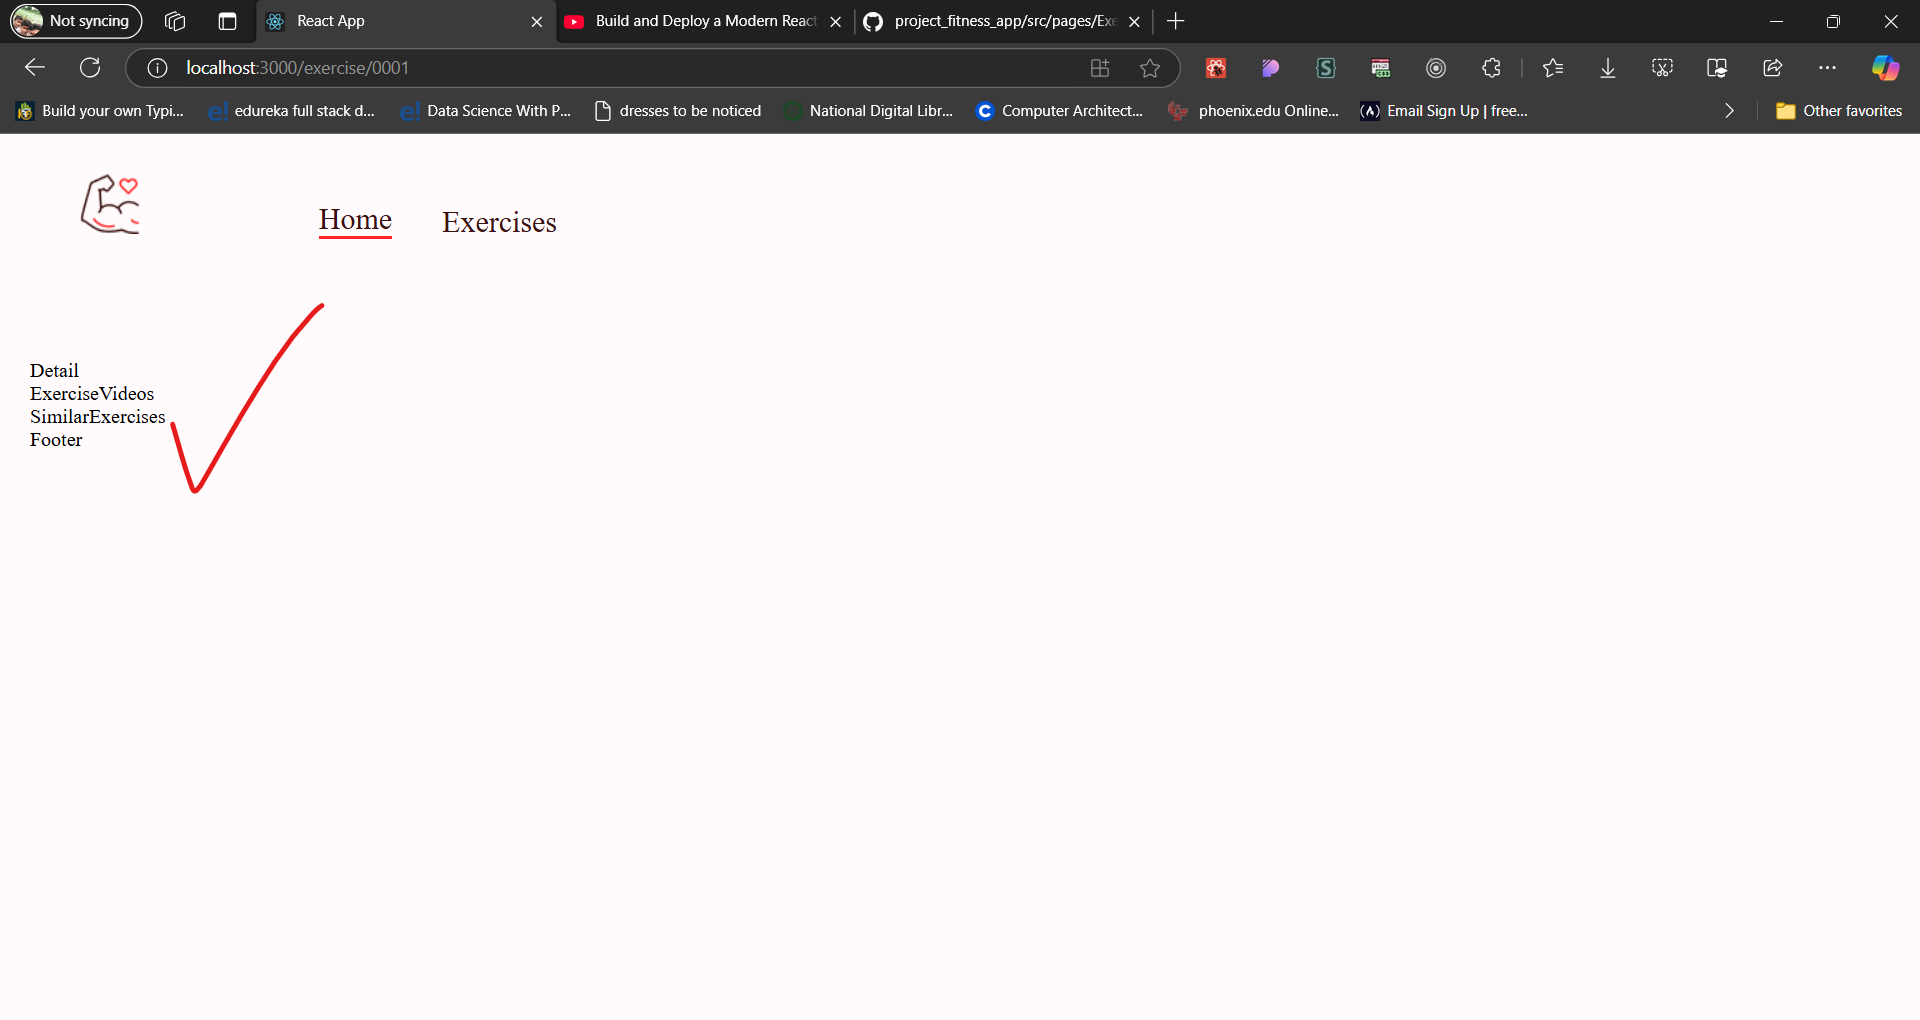 Not syncing
React App
Build and Deploy a Modern React
project_fitness_app/src/pages/Exe
localhost:3000/exercise/0001
Build your own Typi...
edureka full stack d...
Data Science With P...
dresses to be noticed
National Digital Libr...
Computer Architect...
phoenix.edu Online...
Email Sign Up | free...
Other favorites
Home
Exercises
Detail
ExerciseVideos
SimilarExercises
Footer